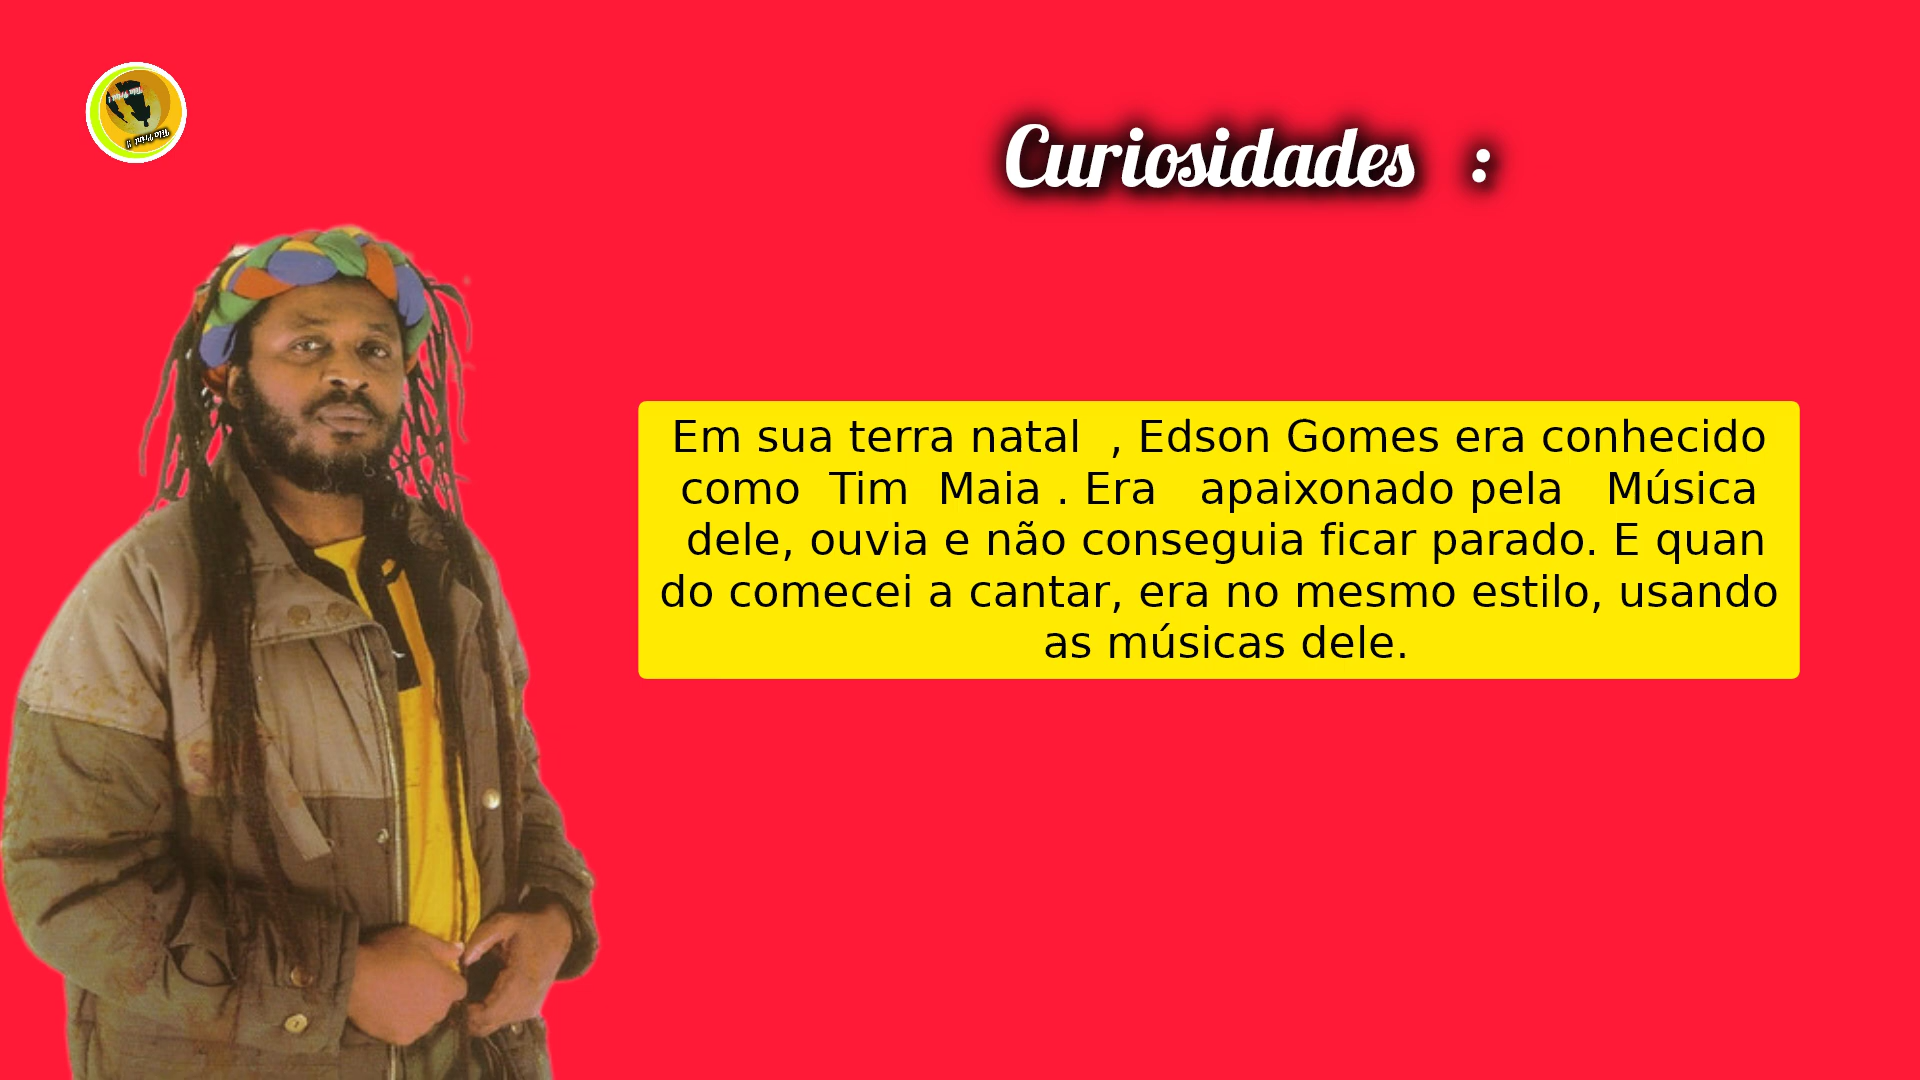 Curiosidades :
Em sua terra natal , Edson Gomes era conhecido
como Tim Maia . Era apaixonado pela Música
dele, ouvia e não conseguia ficar parado. E quan
do comecei a cantar, era no mesmo estilo, usando
as músicas dele.